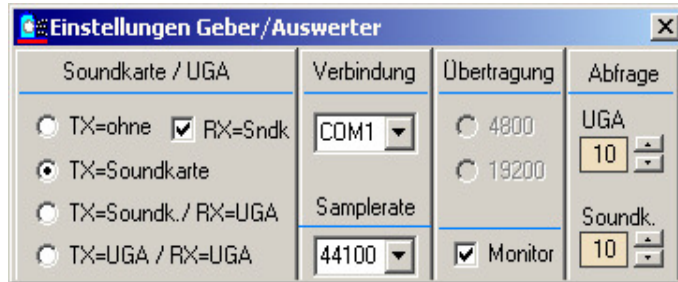 Einstellungen Geber/Auswerter
Soundkarte / UGA
TX=ohne RX=Sndk
TX=Soundkarte
TX=Soundk./ RX=UGA
TX=UGA / RX=UGA
Verbindung
COM1
Samplerate
44100
Übertragung
4800
19200
Monitor
Abfrage
UGA
10
Soundk.
10